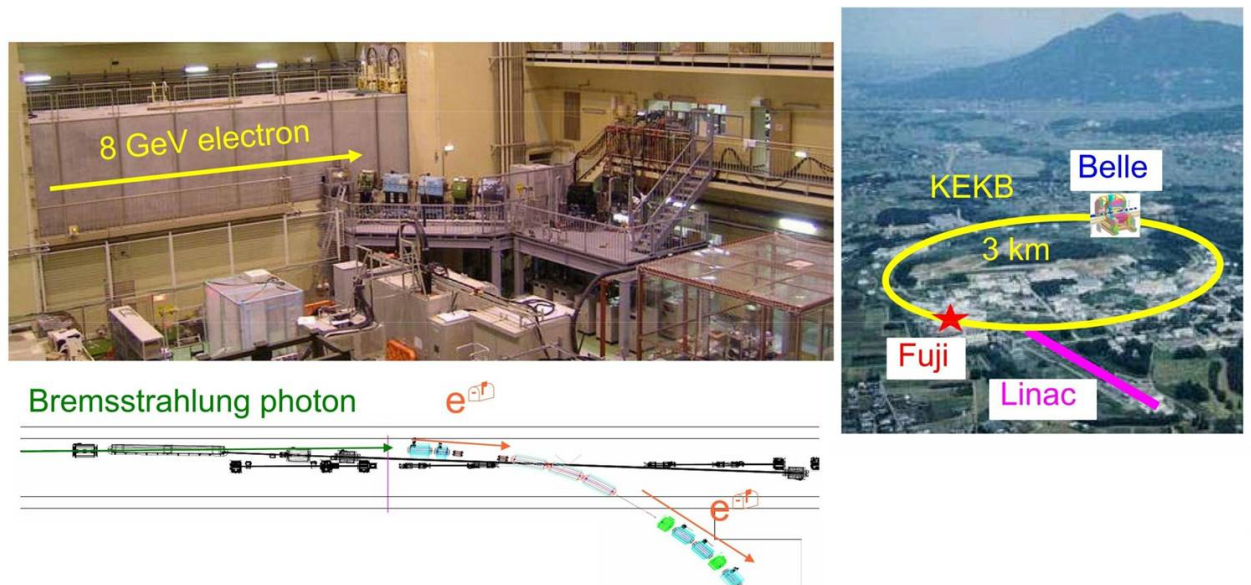 8 GeV electron
Bremsstrahlung photon
e
e
KEKB
Belle
3 km
Fuji
Linac